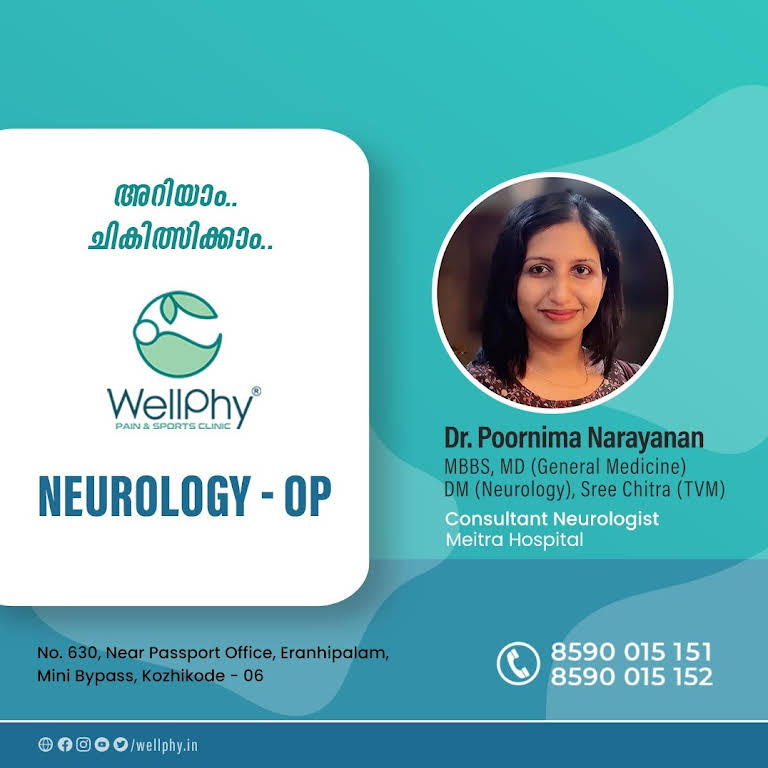 അറിയാം..
ചികിത്സിക്കാം..
WellPhy®
PAIN & SPORTS CLINIC
NEUROLOGY - OP
Dr. Poornima Narayanan
MBBS, MD (General Medicine)
DM (Neurology), Sree Chitra (TVM)
Consultant Neurologist
Meitra Hospital
No. 630, Near Passport Office, Eranhipalam,
Mini Bypass, Kozhikode - 06
8590 015 151
8590 015 152
/wellphy.in